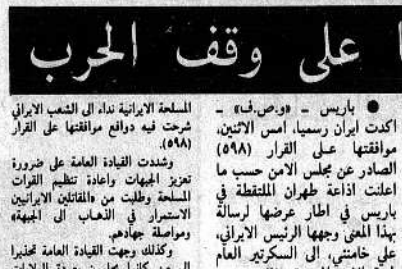 ا على وقف الحرب
● باريس - «و.ص.ف» -
اكدت ايران رسميا، امس الاثنين،
موافقتها على القرار (٥٩٨)
الصادر عن مجلس الامن حسب ما
اعلنت اذاعة طهران الملتقطة في
باريس في اطار عرضها لرسالة
بهذا المعنى وجهها الرئيس الايراني،
علي خامنئي، الى السكرتير العام
المسلحة الايرانية نداء الى الشعب الايراني
شرحت فيه دوافع موافقتها على القرار
(٥٩٨).
وشددت القيادة العامة على ضرورة
تعزيز الجبهات واعادة تنظيم القوات
المسلحة وطلبت من «المقاتلين الايرانيين
الاستمرار في الذهاب الى الجبهة»
ومواصلة جهادهم.
وكذلك وجهت القيادة العامة تحذيرا